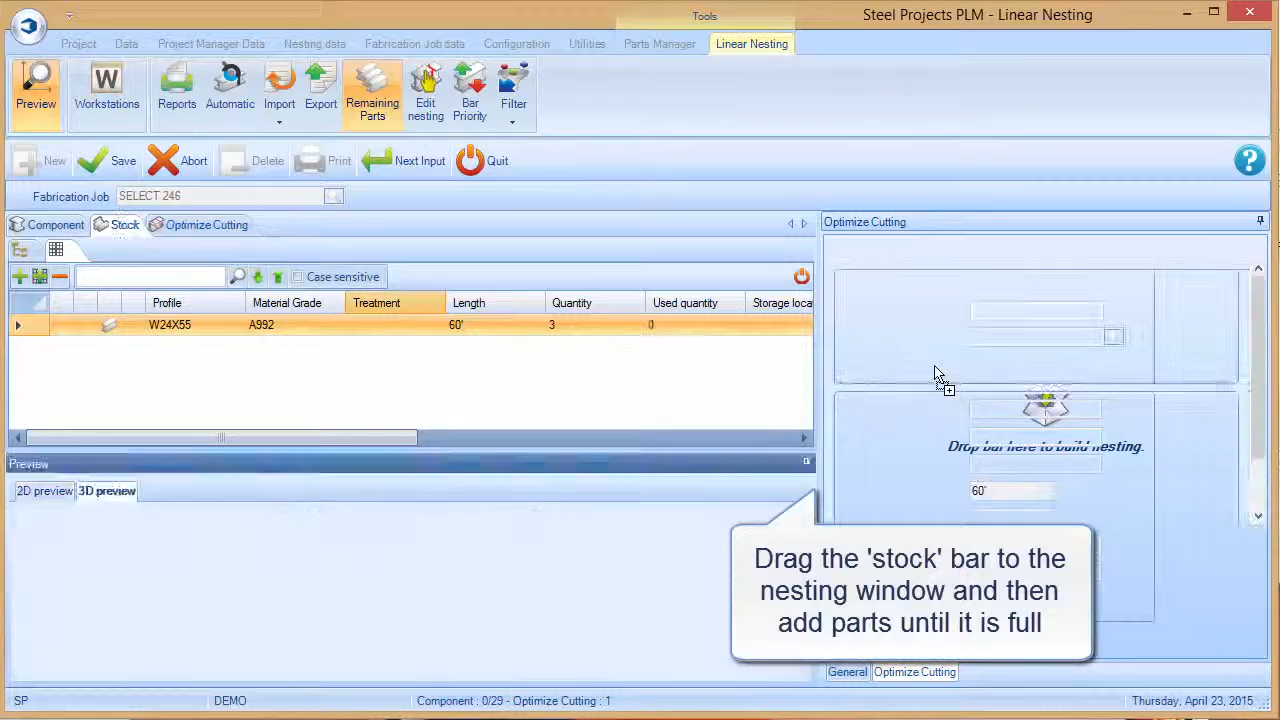 Tools
Steel Projects PLM - Linear Nesting
Project Data Project Manager Data Nesting data Fabrication Job data Configuration Utilities Parts Manager Linear Nesting
Preview Workstations Reports Automatic Import Export Remaining Parts Edit nesting Bar Priority Filter
New Save Abort Delete Print Next Input Quit
Fabrication Job SELECT 246
Component Stock Optimize Cutting
Optimize Cutting
Case sensitive
Profile Material Grade Treatment Length Quantity Used quantity Storage loca
W24X55 A992 60' 3 0
Drop bar here to build nesting.
Preview
2D preview 3D preview
60'
Drag the 'stock' bar to the
nesting window and then
add parts until it is full
General Optimize Cutting
SP DEMO Component : 0/29 - Optimize Cutting : 1 Thursday, April 23, 2015